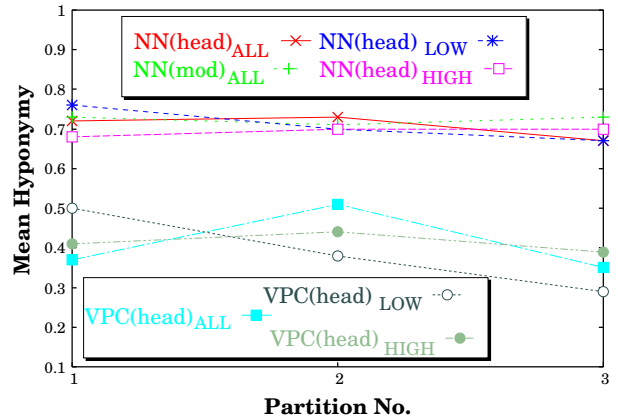 1
0.9
0.8
0.7
0.6
0.5
0.4
0.3
0.2
0.1
Mean Hyponymy
NN(head)ALL NN(head) LOW
NN(mod)ALL NN(head) HIGH
VPC(head) LOW
VPC(head)ALL
VPC(head) HIGH
1 2 3
Partition No.